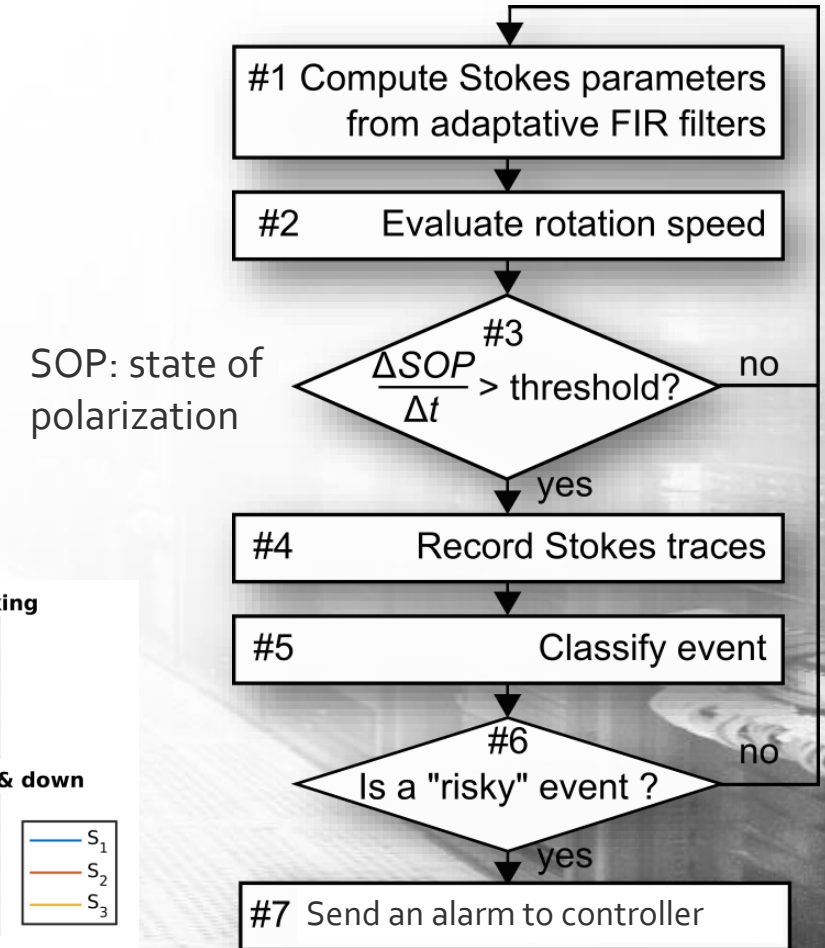 #1 Compute Stokes parameters
from adaptative FIR filters
#2 Evaluate rotation speed
SOP: state of
polarization
#3
ΔSOP
Δt
> threshold?
no
yes
#4 Record Stokes traces
#5 Classify event
#6
Is a "risky" event ?
no
yes
#7 Send an alarm to controller
& down
S1
S2
S3